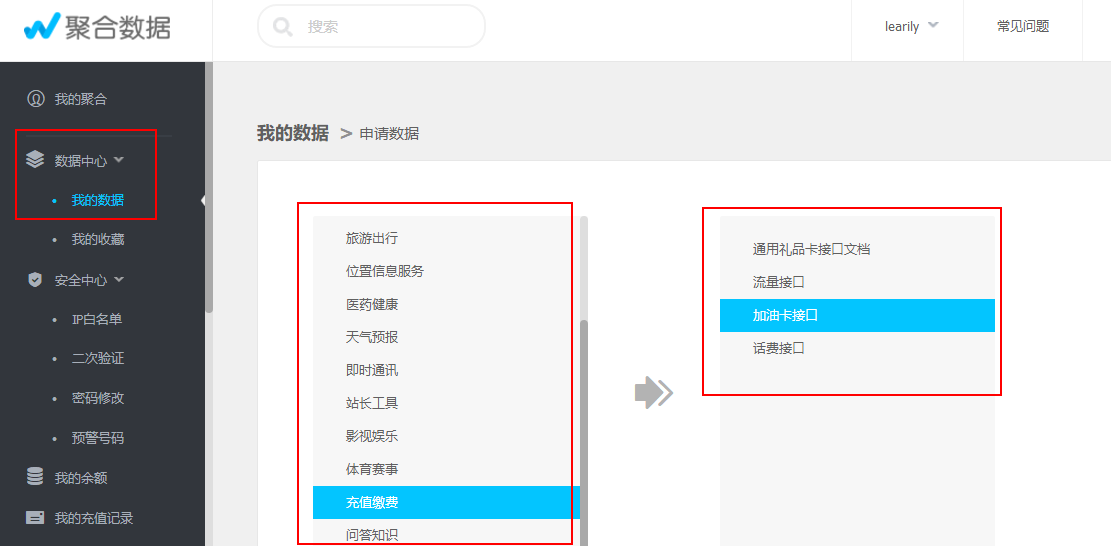 聚合数据
搜索
learily
常见问题
我的聚合
数据中心
我的数据
我的收藏
安全中心
IP白名单
二次验证
密码修改
预警号码
我的余额
我的充值记录
我的数据 > 申请数据
旅游出行
位置信息服务
医药健康
天气预报
即时通讯
站长工具
影视娱乐
体育赛事
充值缴费
问答知识
通用礼品卡接口文档
流量接口
加油卡接口
话费接口